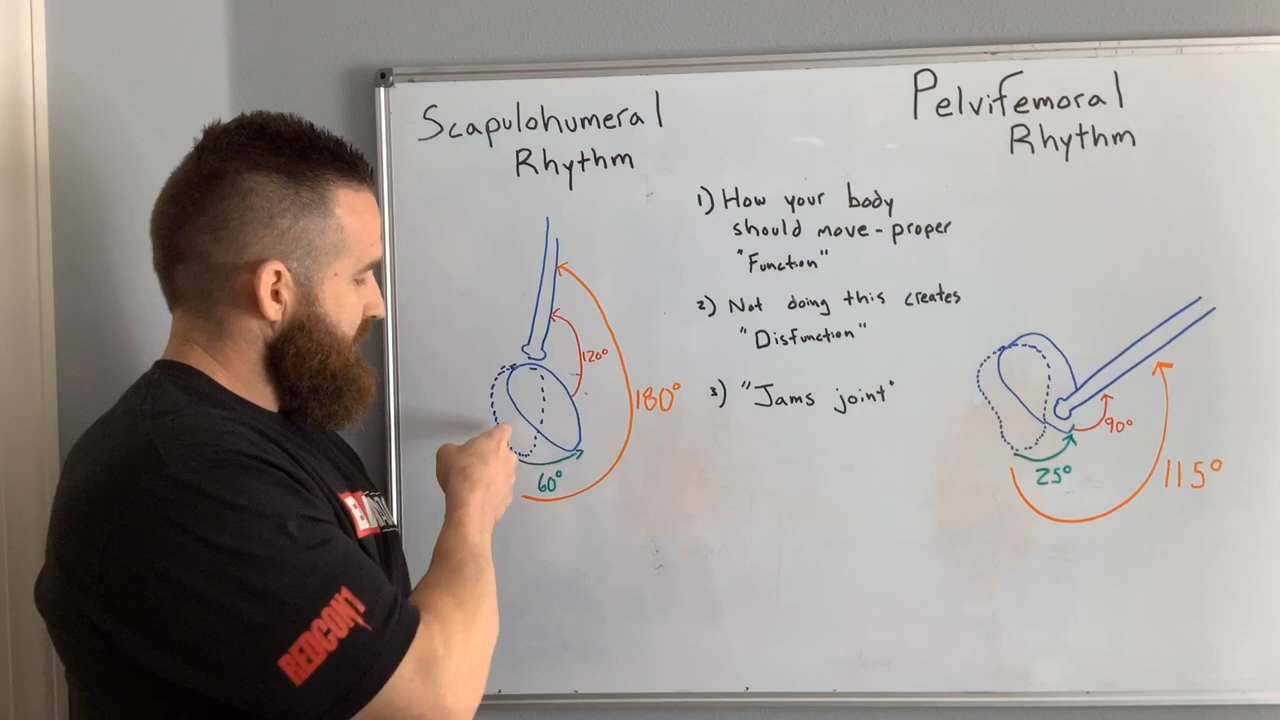 Scapulohumeral
Rhythm
Pelvifemoral
Rhythm
1) How your body
should move - proper
"Function"
2) Not doing this creates
"Disfunction"
3) "Jams joint"
120°
180°
60°
90°
25°
115°
REDCON1